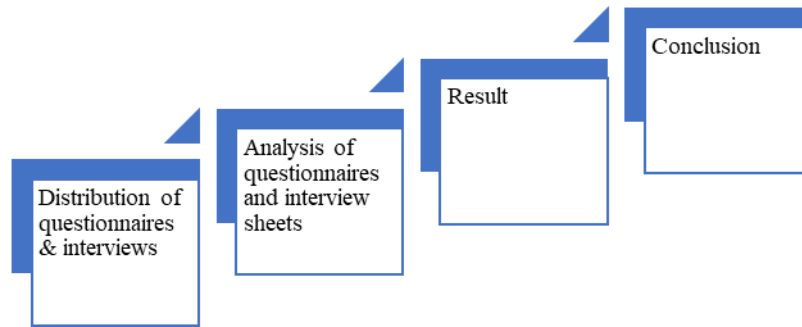 Distribution of
questionnaires
& interviews
Analysis of
questionnaires
and interview
sheets
Result
Conclusion